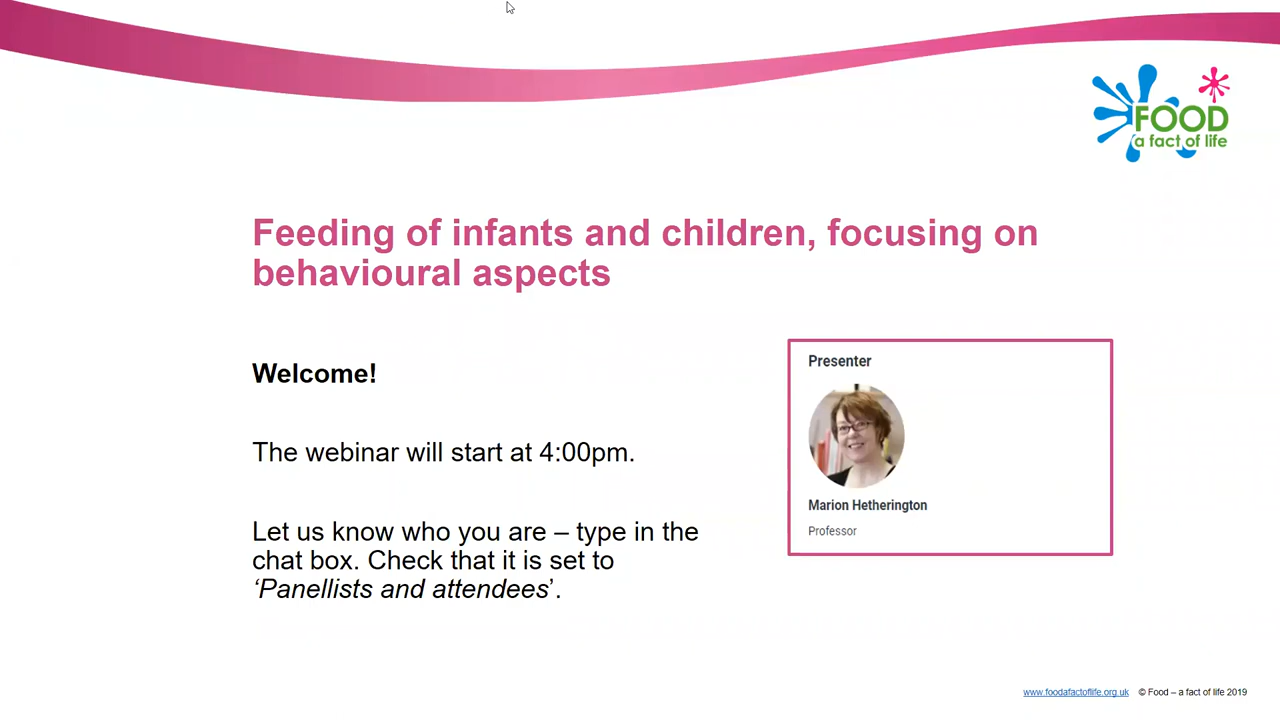 FOOD
a fact of life
Feeding of infants and children, focusing on
behavioural aspects
Welcome!
The webinar will start at 4:00pm.
Let us know who you are – type in the
chat box. Check that it is set to
‘Panellists and attendees’.
Presenter
Marion Hetherington
Professor
www.foodafactoflife.org.uk © Food – a fact of life 2019